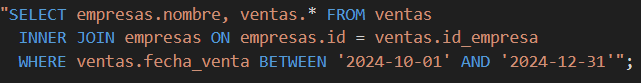 "SELECT empresas.nombre, ventas.* FROM ventas
INNER JOIN empresas ON empresas.id = ventas.id_empresa
WHERE ventas.fecha_venta BETWEEN '2024-10-01' AND '2024-12-31'";